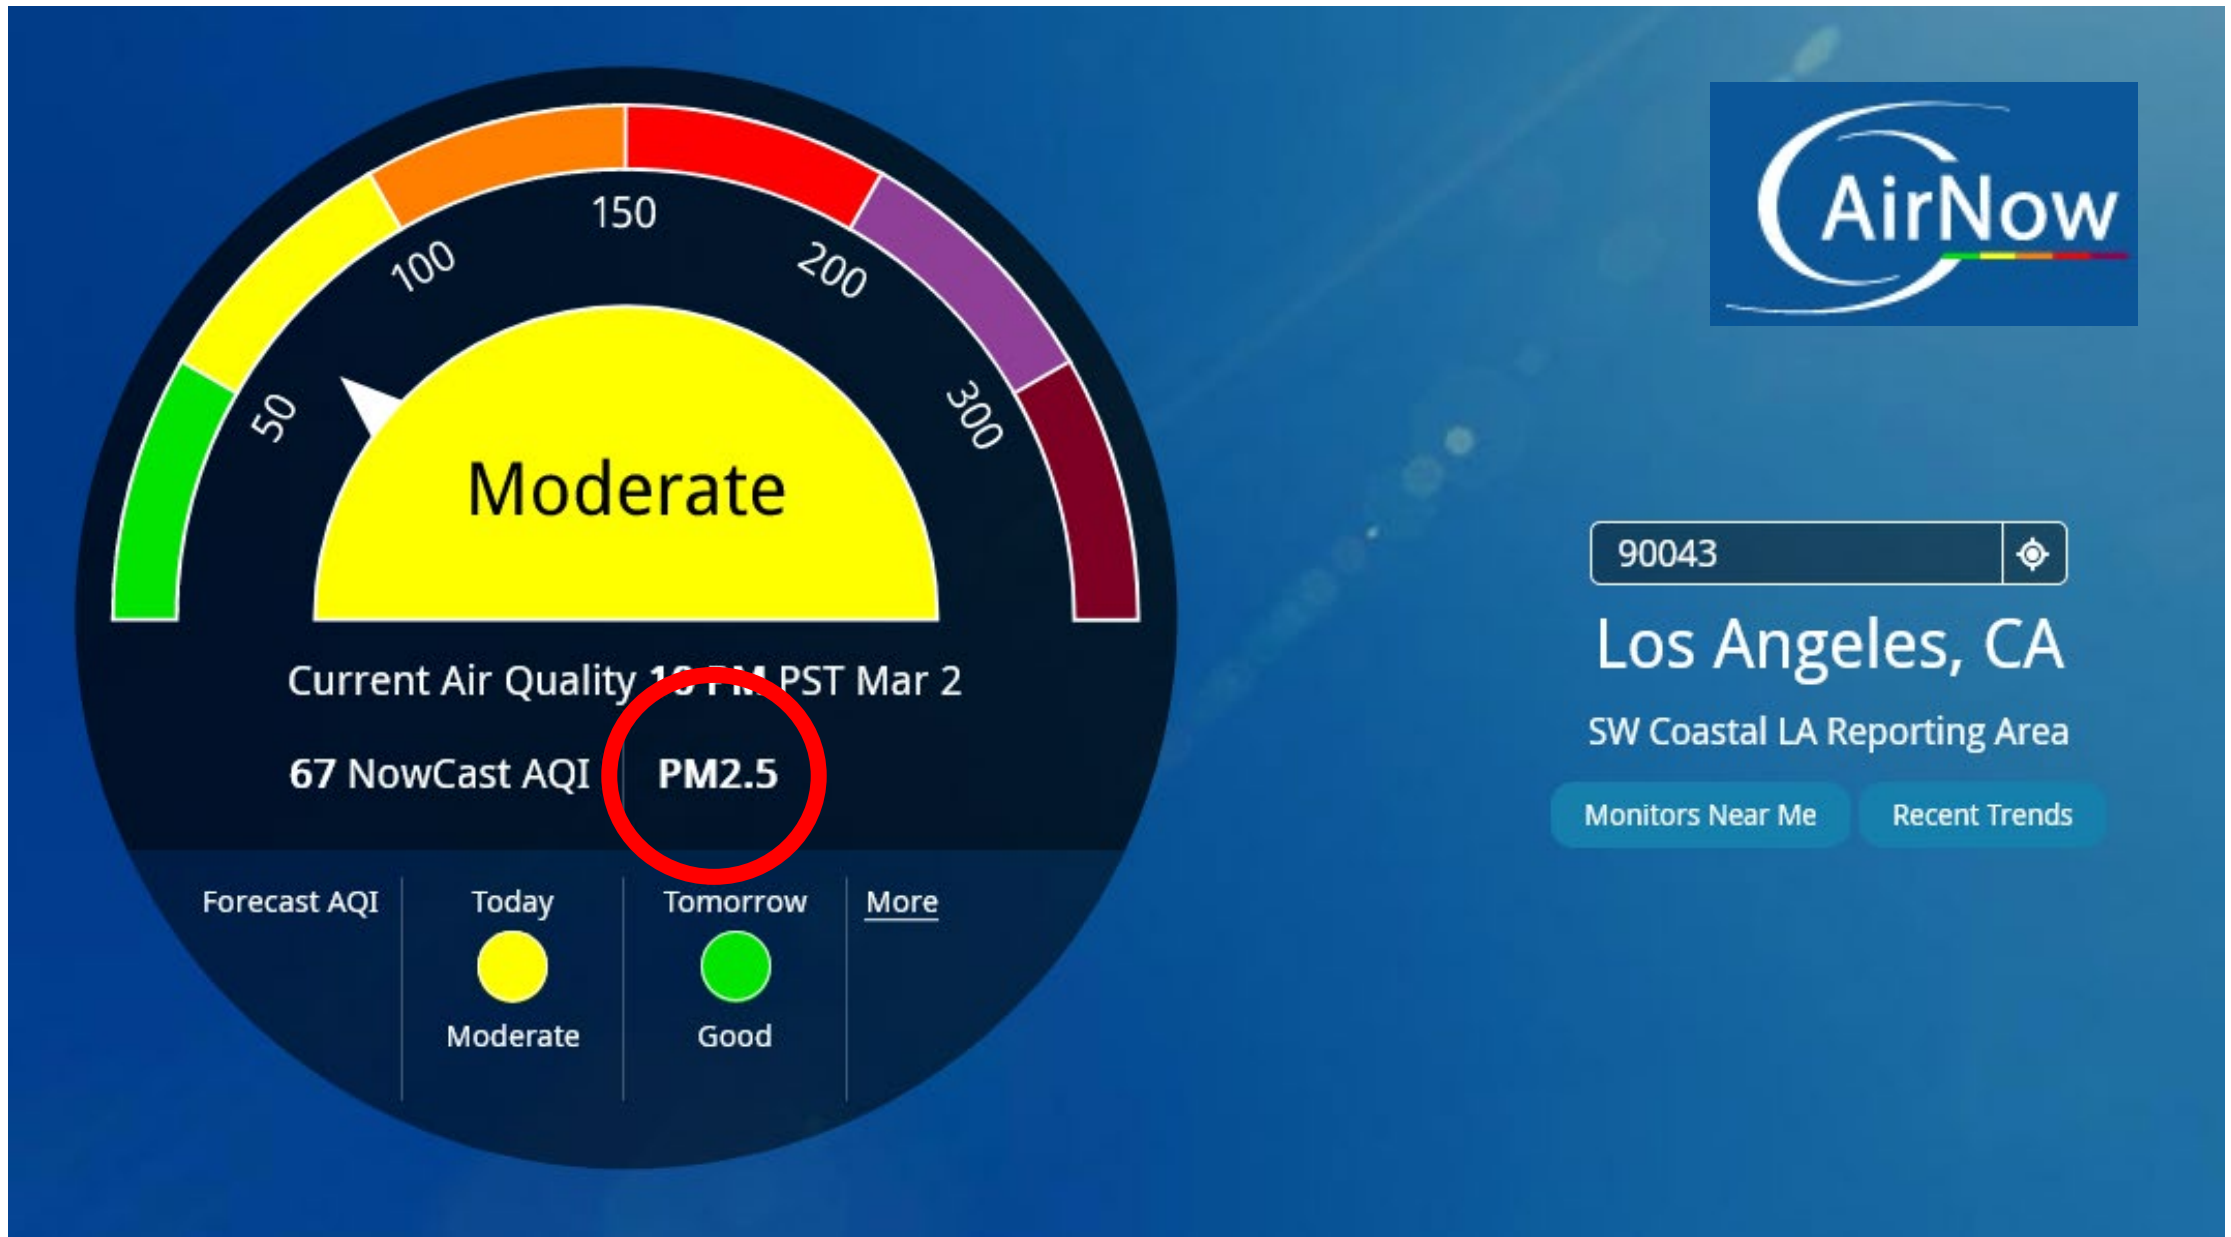 150
100
200
50
300
Moderate
Current Air Quality PM PST Mar 2
67 NowCast AQI PM2.5
Forecast AQI Today Tomorrow More
Moderate Good
AirNow
90043
Los Angeles, CA
SW Coastal LA Reporting Area
Monitors Near Me Recent Trends